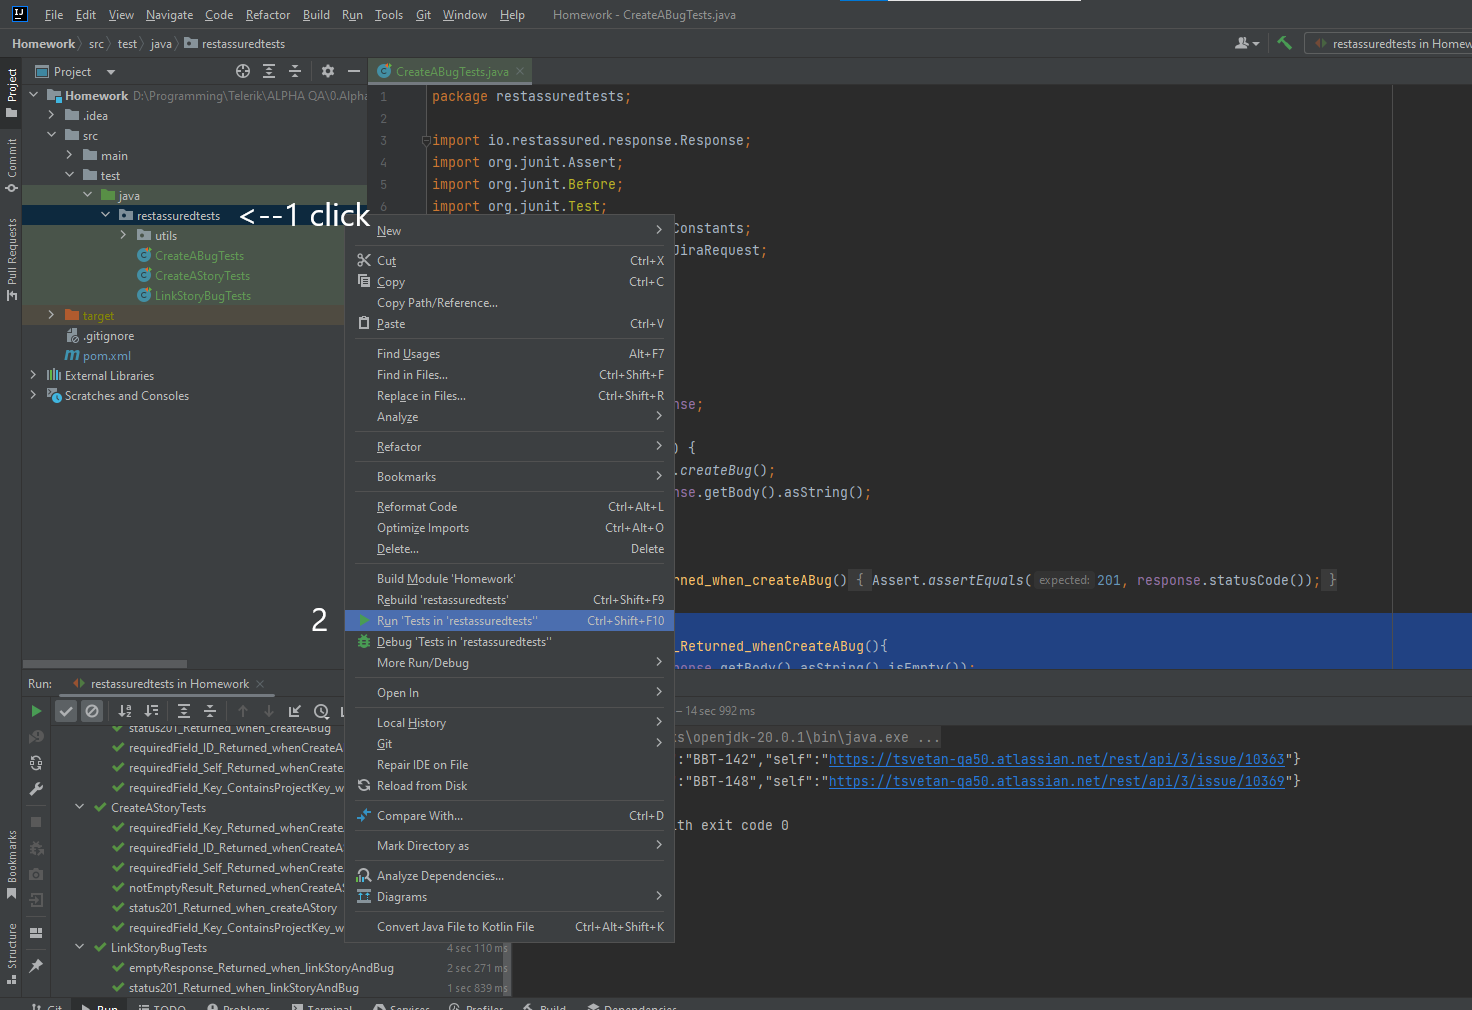 File Edit View Navigate Code Refactor Build Run Tools Git Window Help Homework - CreateABugTests.java
Homework src test java restassuredtests restassuredtests in Homew
Project
CreateABugTests.java
Project
Commit
Pull Requests
Bookmarks
Structure
Homework D:\Programming\Telerik\ALPHA QA\0.Alpha
.idea
src
main
test
java
restassuredtests <--1 click
utils
CreateABugTests
CreateAStoryTests
LinkStoryBugTests
target
.gitignore
pom.xml
External Libraries
Scratches and Consoles
1 package restassuredtests;
2
3 import io.restassured.response.Response;
4 import org.junit.Assert;
5 import org.junit.Before;
6 import org.junit.Test;
Constants;
JiraRequest;
nse;
) {
.createBug();
nse.getBody().asString();
rned_when_createABug() { Assert.assertEquals( expected: 201, response.statusCode()); }
_Returned_whenCreateABug(){
ponse.getBody().asString().isEmpty());
New
Cut Ctrl+X
Copy Ctrl+C
Copy Path/Reference...
Paste Ctrl+V
Find Usages Alt+F7
Find in Files... Ctrl+Shift+F
Replace in Files... Ctrl+Shift+R
Analyze
Refactor
Bookmarks
Reformat Code Ctrl+Alt+L
Optimize Imports Ctrl+Alt+O
Delete... Delete
Build Module 'Homework'
Rebuild 'restassuredtests' Ctrl+Shift+F9
2 Run 'Tests in 'restassuredtests'' Ctrl+Shift+F10
Debug 'Tests in 'restassuredtests''
More Run/Debug
Open In
Local History
Git
Repair IDE on File
Reload from Disk
Compare With... Ctrl+D
Mark Directory as
Analyze Dependencies...
Diagrams
Convert Java File to Kotlin File Ctrl+Alt+Shift+K
Run: restassuredtests in Homework
– 14 sec 992 ms
status201_Returned_when_createABug
requiredField_ID_Returned_whenCreateA
requiredField_Self_Returned_whenCreate
requiredField_Key_ContainsProjectKey_w
CreateAStoryTests
requiredField_Key_Returned_whenCreate
requiredField_ID_Returned_whenCreateA
requiredField_Self_Returned_whenCreate
notEmptyResult_Returned_whenCreateAS
status201_Returned_when_createAStory
requiredField_Key_ContainsProjectKey_w
LinkStoryBugTests 4 sec 110 ms
emptyResponse_Returned_when_linkStoryAndBug 2 sec 271 ms
status201_Returned_when_linkStoryAndBug 1 sec 839 ms
ks\openjdk-20.0.1\bin\java.exe ...
":"BBT-142","self":"https://tsvetan-qa50.atlassian.net/rest/api/3/issue/10363"}
":"BBT-148","self":"https://tsvetan-qa50.atlassian.net/rest/api/3/issue/10369"}
ith exit code 0
Git Run TODO Problems Terminal Services Profiler Build Dependencies